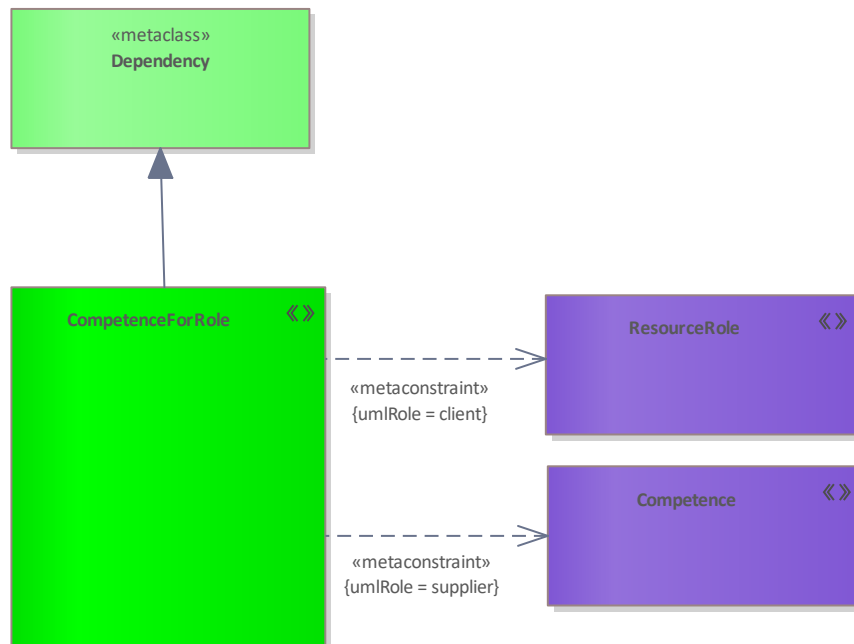 «metaclass»
Dependency
CompetenceForRole
«»
ResourceRole
«»
«metaconstraint»
{umlRole = client}
Competence
«»
«metaconstraint»
{umlRole = supplier}